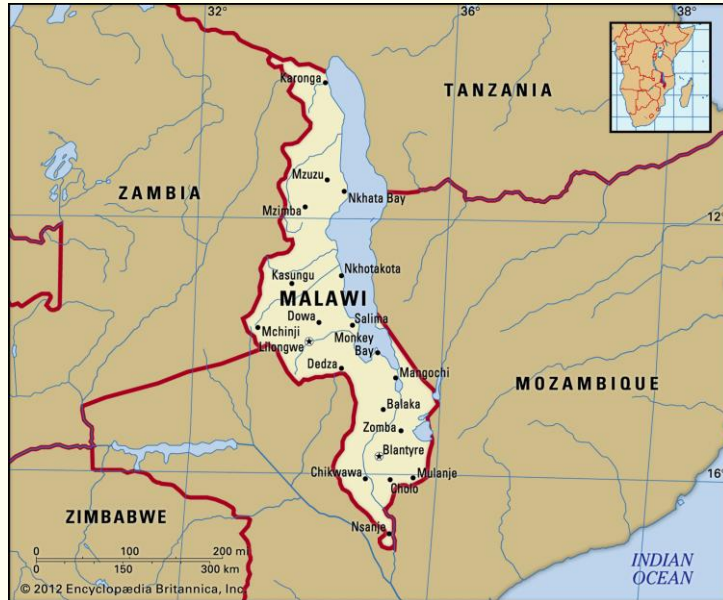 32°
36°
38°
Karonga
TANZANIA
ZAMBIA
Mzuzu
Nkhata Bay
Mzimba
12°
Kasungu
Nkhotakota
MALAWI
Dowa
Salima
Mchinji
Monkey
Bay
Lilongwe
Dedza
Mangochi
MOZAMBIQUE
Balaka
Zomba
Blantyre
Chikwawa
Mulanje
Cholo
16°
ZIMBABWE
Nsanje
0 100 200 mi
0 150 300 km
INDIAN
OCEAN
© 2012 Encyclopædia Britannica, Inc.